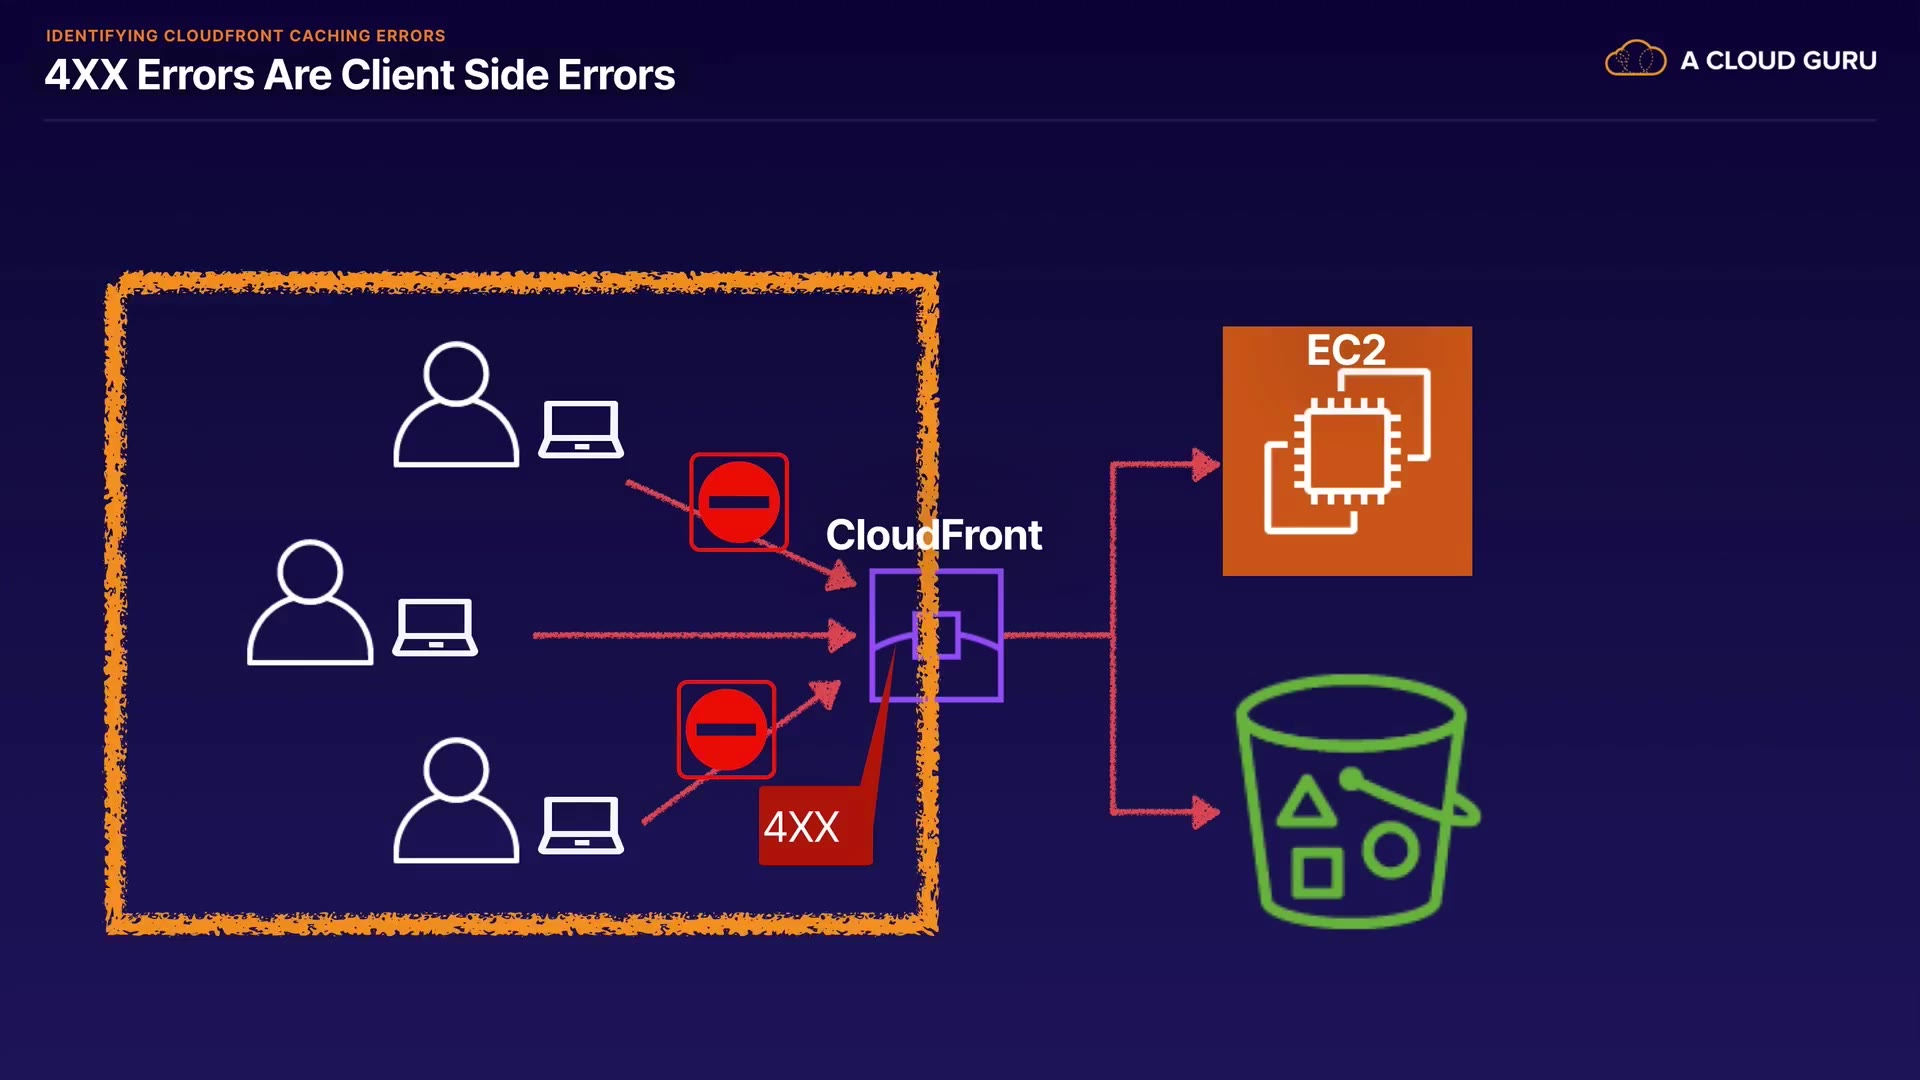 IDENTIFYING CLOUDFRONT CACHING ERRORS
4XX Errors Are Client Side Errors
A CLOUD GURU
EC2
CloudFront
4XX